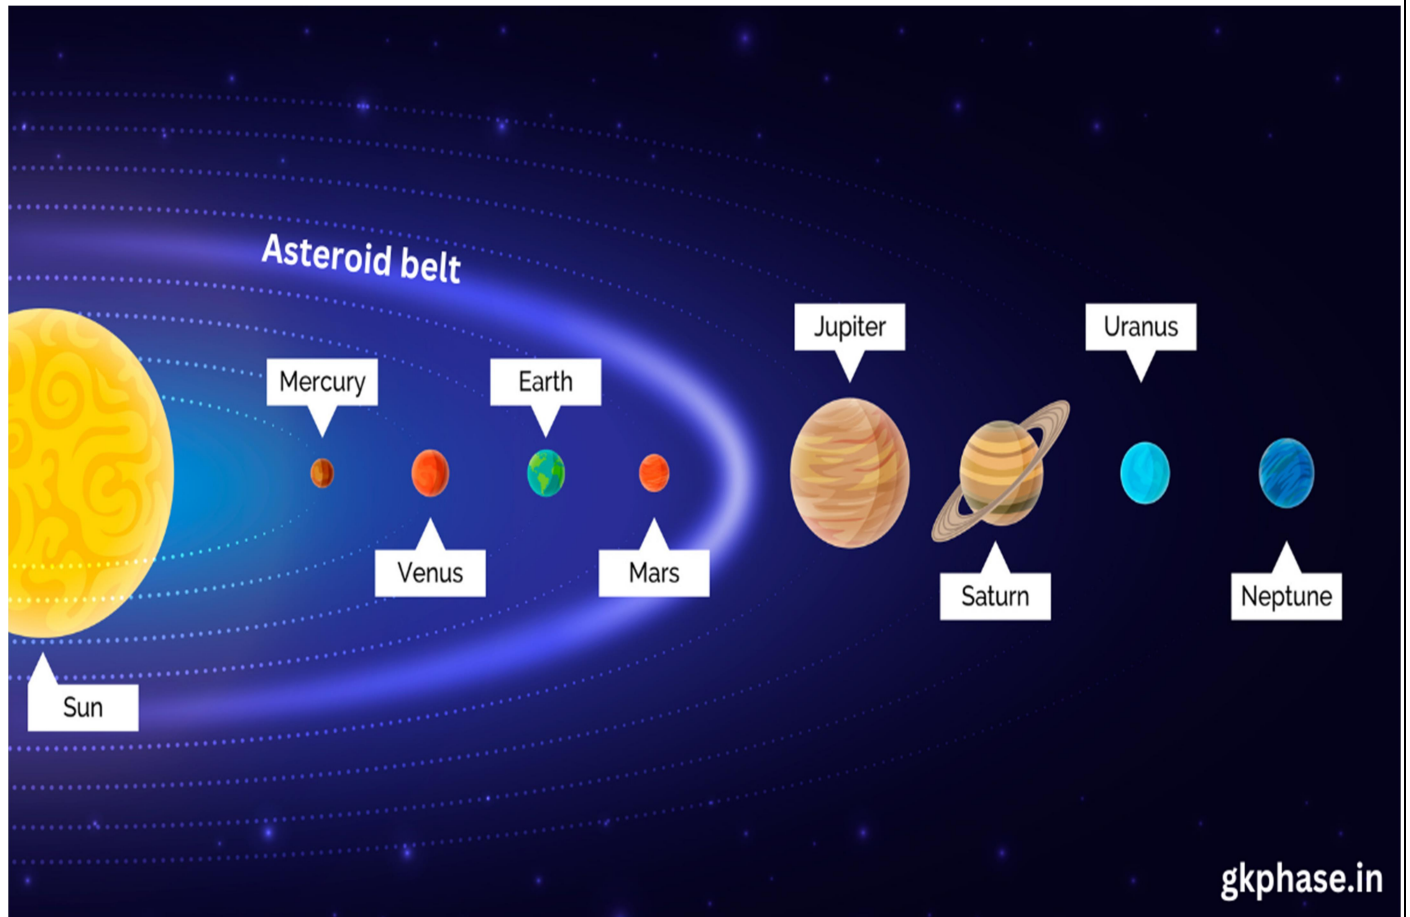 Asteroid belt
Jupiter
Uranus
Mercury
Earth
Venus
Mars
Saturn
Neptune
Sun
gkphase.in